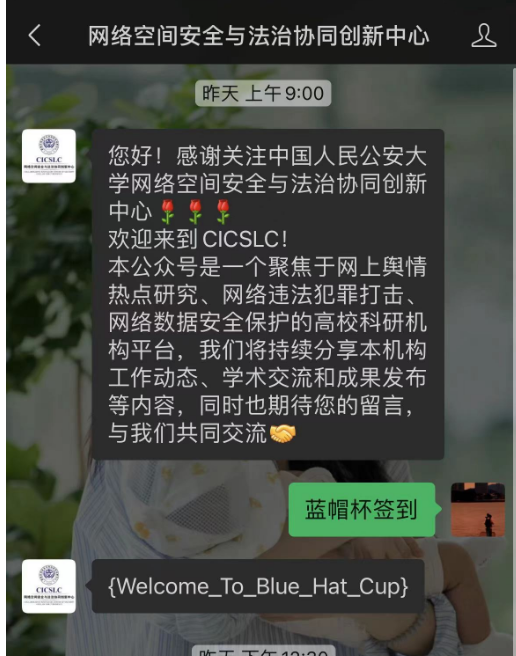 网络空间安全与法治协同创新中心
昨天 上午9:00
CICSLC
您好！感谢关注中国人民公安大
学网络空间安全与法治协同创新
中心🌹🌹🌹
欢迎来到CICSLC！
本公众号是一个聚焦于网上舆情
热点研究、网络违法犯罪打击、
网络数据安全保护的高校科研机
构平台，我们将持续分享本机构
工作动态、学术交流和成果发布
等内容，同时也期待您的留言，
与我们共同交流🤝
蓝帽杯签到
CICSLC
{Welcome_To_Blue_Hat_Cup}